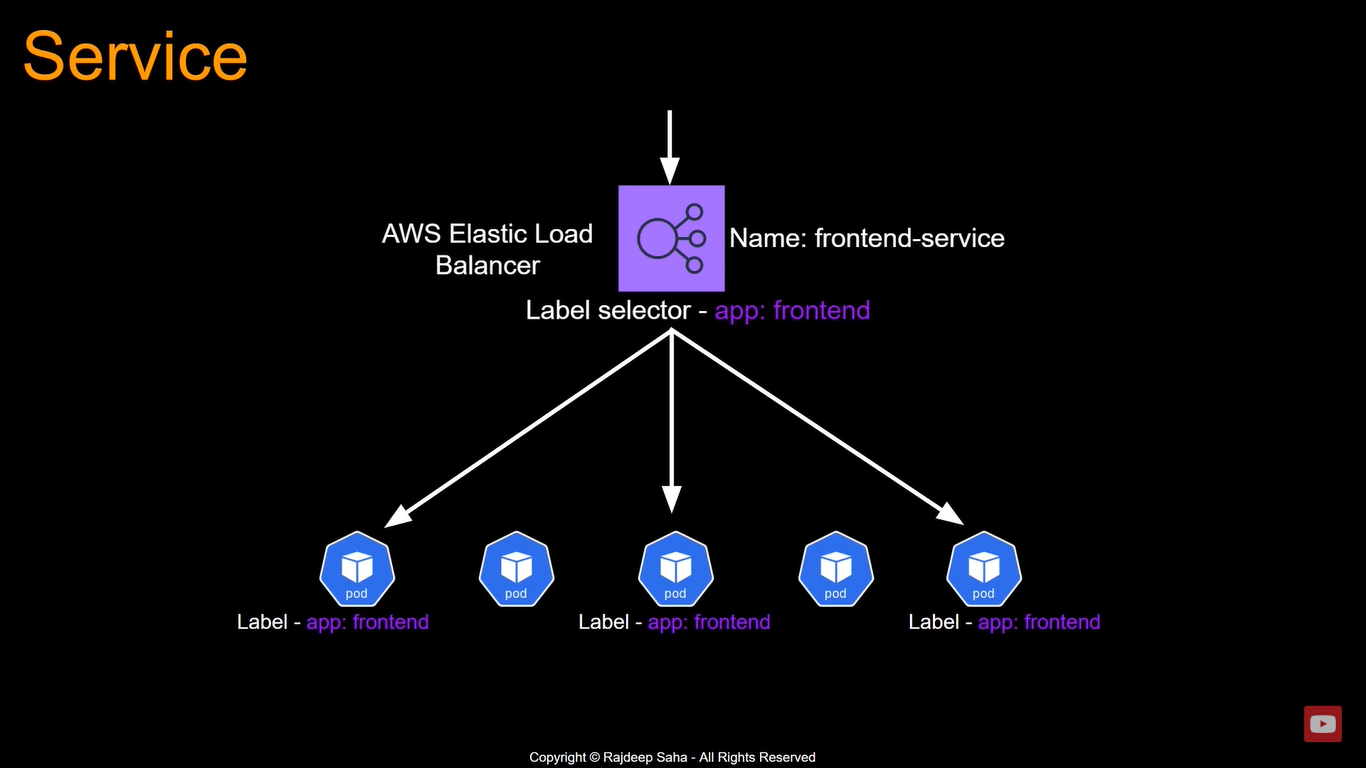 Service
AWS Elastic Load
Balancer
Name: frontend-service
Label selector - app: frontend
pod
pod
pod
pod
pod
Label - app: frontend
Label - app: frontend
Label - app: frontend
Copyright © Rajdeep Saha - All Rights Reserved